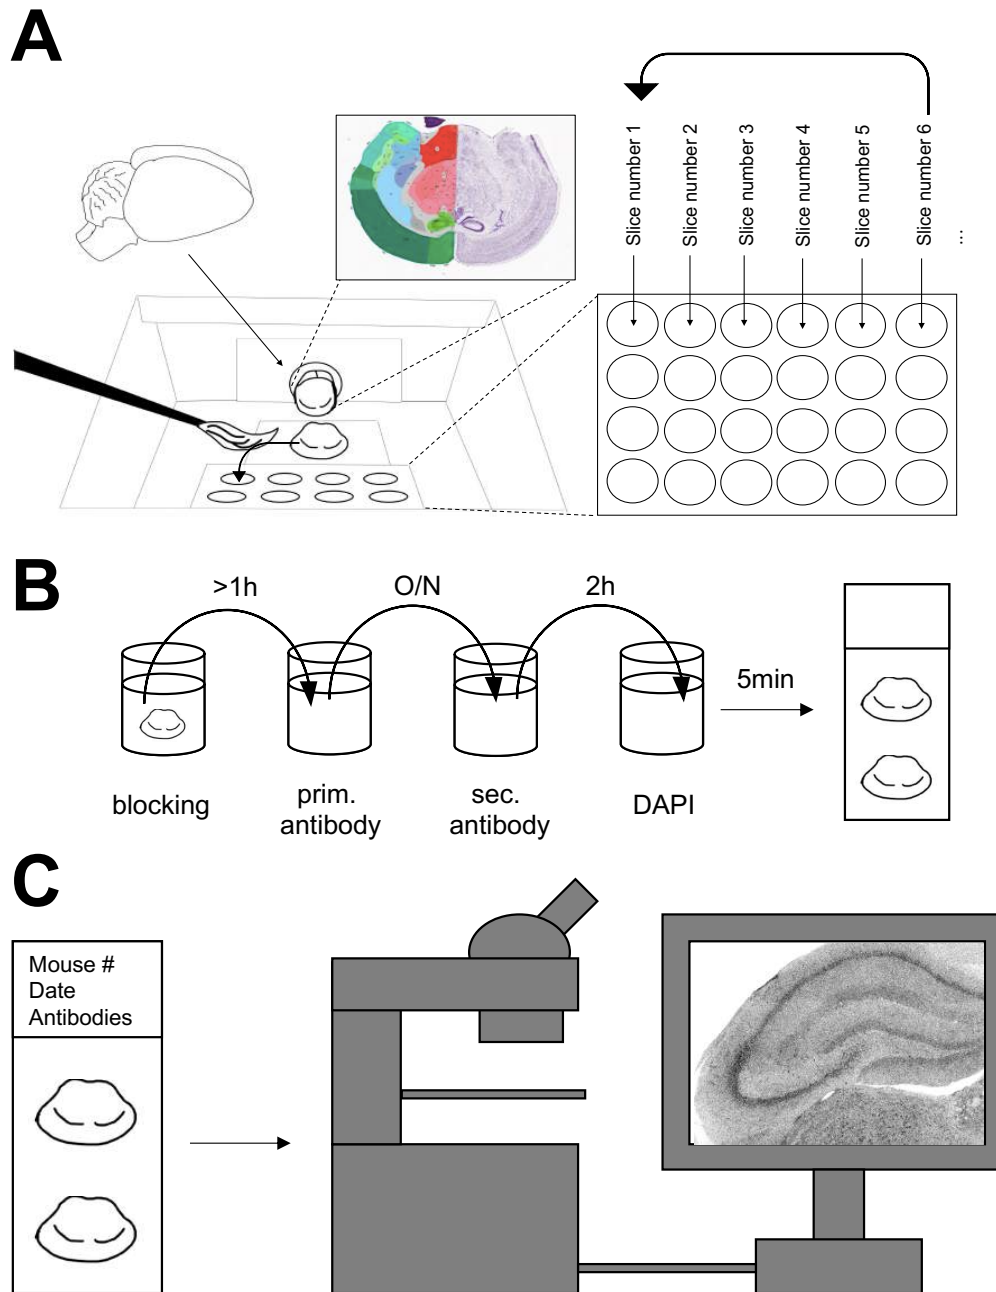 A
Slice number 1
Slice number 2
Slice number 3
Slice number 4
Slice number 5
Slice number 6
...
B
>1h
O/N
2h
5min
blocking
prim.
antibody
sec.
antibody
DAPI
C
Mouse #
Date
Antibodies